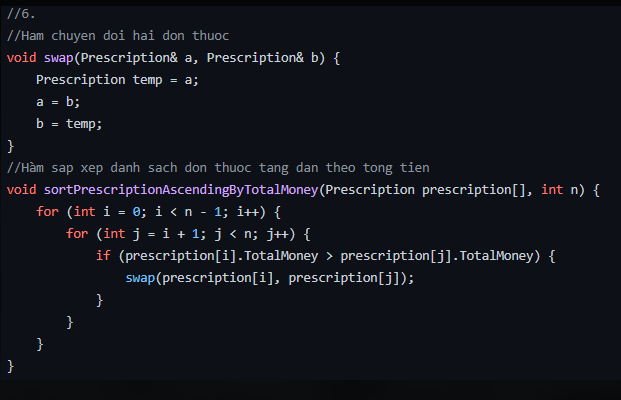 //6.
//Ham chuyen doi hai don thuoc
void swap(Prescription& a, Prescription& b) {
    Prescription temp = a;
    a = b;
    b = temp;
}
//Hàm sap xep danh sach don thuoc tang dan theo tong tien
void sortPrescriptionAscendingByTotalMoney(Prescription prescription[], int n) {
    for (int i = 0; i < n - 1; i++) {
        for (int j = i + 1; j < n; j++) {
            if (prescription[i].TotalMoney > prescription[j].TotalMoney) {
                swap(prescription[i], prescription[j]);
            }
        }
    }
}